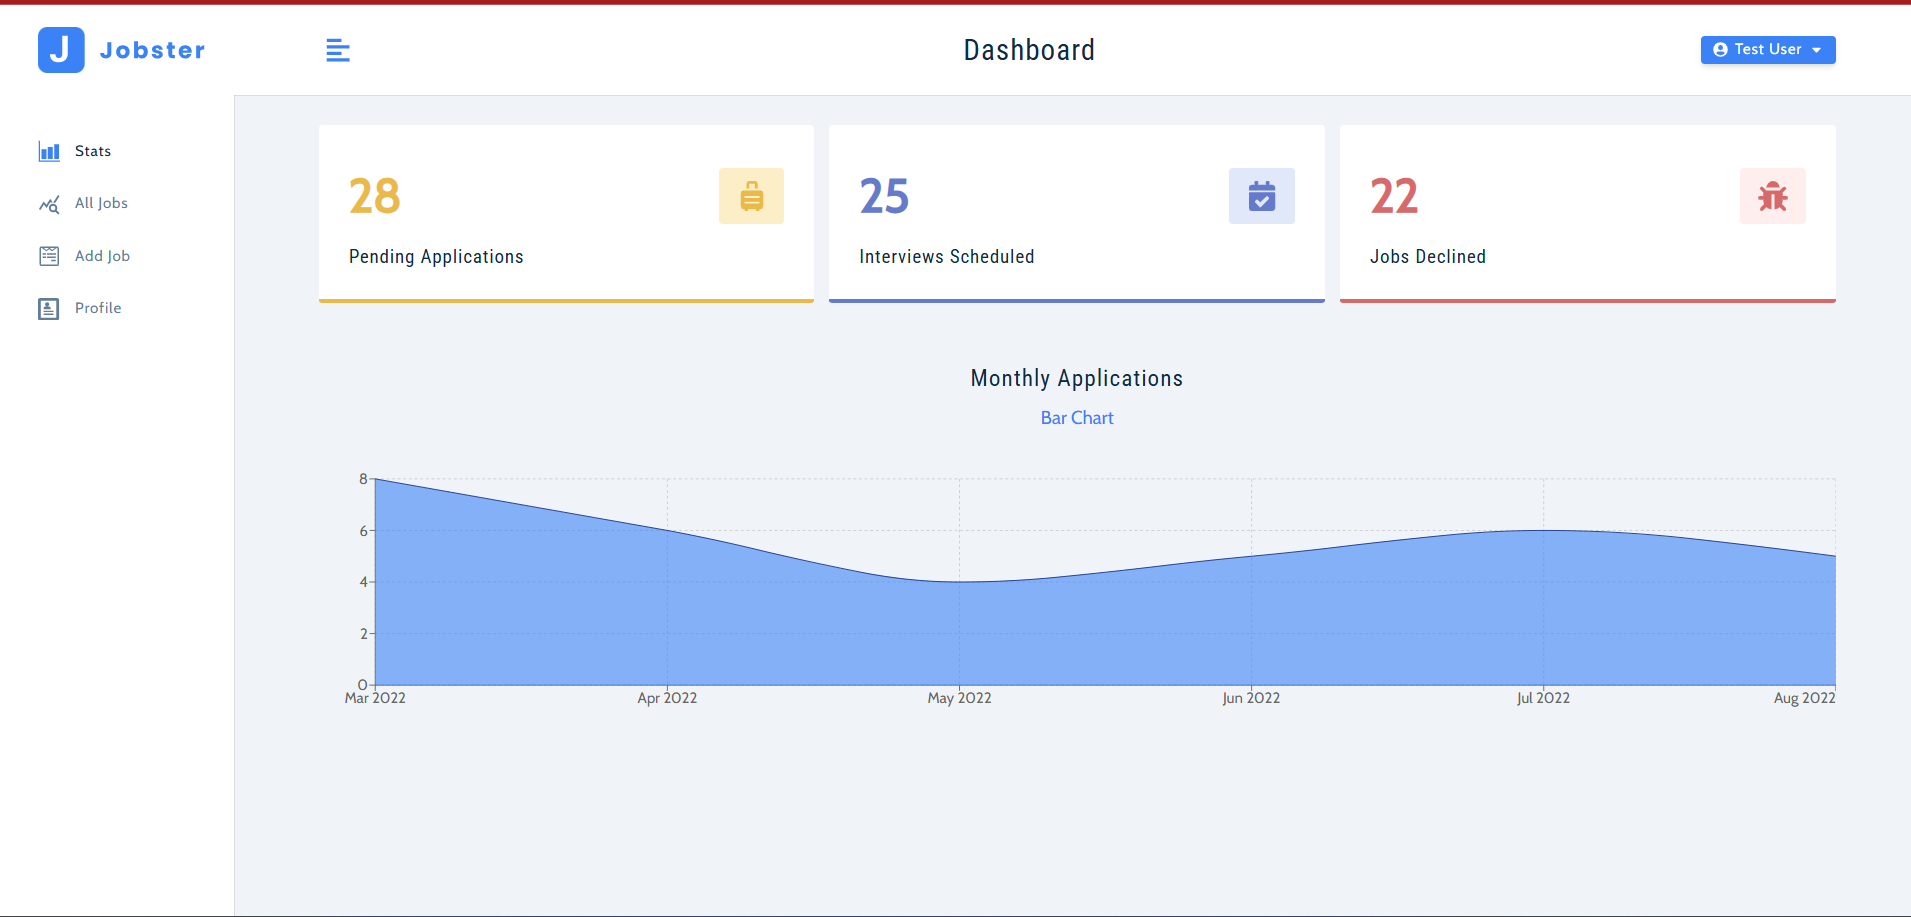 J Jobster
Dashboard
Test User
Stats
All Jobs
Add Job
Profile
28
Pending Applications
25
Interviews Scheduled
22
Jobs Declined
Monthly Applications
Bar Chart
8
6
4
2
0
Mar 2022 Apr 2022 May 2022 Jun 2022 Jul 2022 Aug 2022